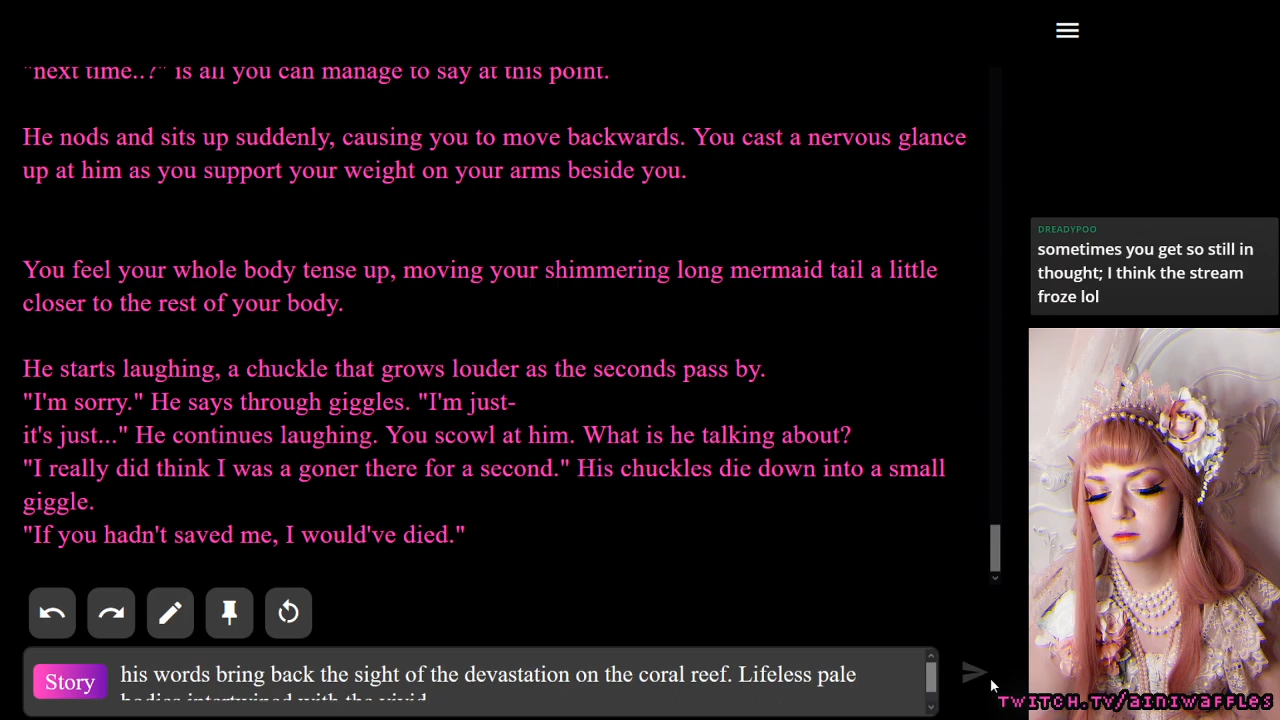 "next time..?" is all you can manage to say at this point.
He nods and sits up suddenly, causing you to move backwards. You cast a nervous glance
up at him as you support your weight on your arms beside you.
You feel your whole body tense up, moving your shimmering long mermaid tail a little
closer to the rest of your body.
He starts laughing, a chuckle that grows louder as the seconds pass by.
"I'm sorry." He says through giggles. "I'm just-
it's just..." He continues laughing. You scowl at him. What is he talking about?
"I really did think I was a goner there for a second." His chuckles die down into a small
giggle.
"If you hadn't saved me, I would've died."
Story
his words bring back the sight of the devastation on the coral reef. Lifeless pale
bodies intertwined with the vivid
DREADYPOO
sometimes you get so still in
thought; I think the stream
froze lol
TWITCH.TV/AINIWAFFLES